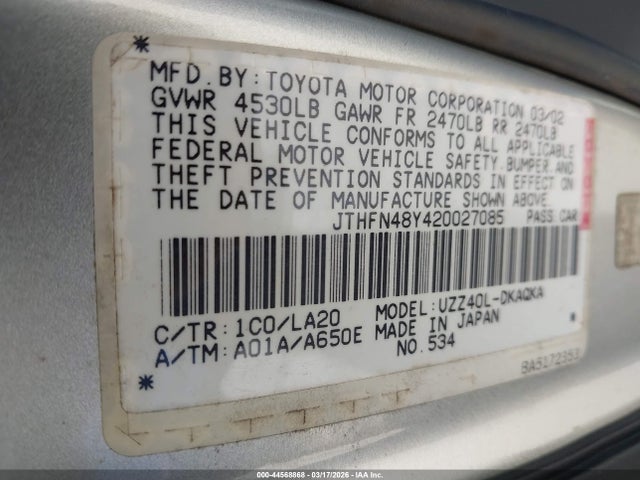 MFD. BY: TOYOTA MOTOR CORPORATION 03/02
GVWR 4530LB GAWR FR 2470LB RR 2470LB
THIS VEHICLE CONFORMS TO ALL APPLICABLE
FEDERAL MOTOR VEHICLE SAFETY, BUMPER, AND
THEFT PREVENTION STANDARDS IN EFFECT ON
THE DATE OF MANUFACTURE SHOWN ABOVE.
JTHFN48Y420027085 PASS. CAR
C/TR: 1C0/LA20 MODEL: UZZ40L-DKAQKA
A/TM: A01A/A650E MADE IN JAPAN
NO. 534
BA5172353
000-44568868 - 03/17/2026 - IAAI.COM